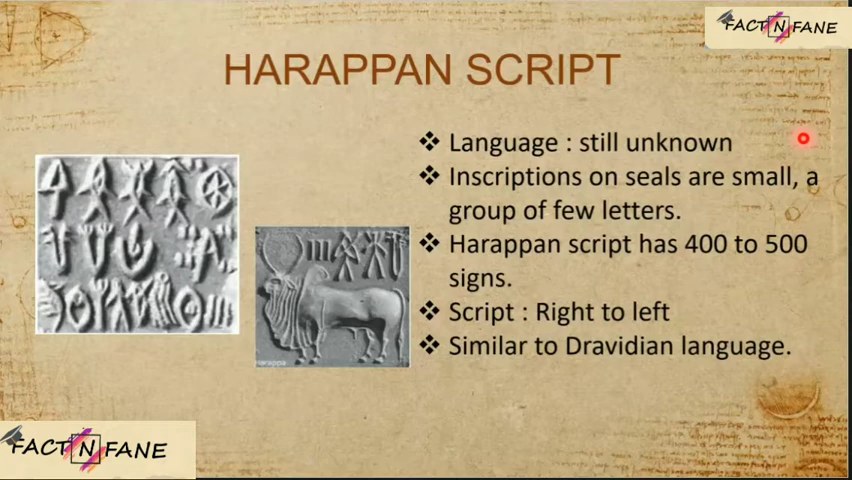 FACT N FANE
HARAPPAN SCRIPT
❖ Language : still unknown
❖ Inscriptions on seals are small, a
group of few letters.
❖ Harappan script has 400 to 500
signs.
❖ Script : Right to left
❖ Similar to Dravidian language.
Harappa
FACT N FANE